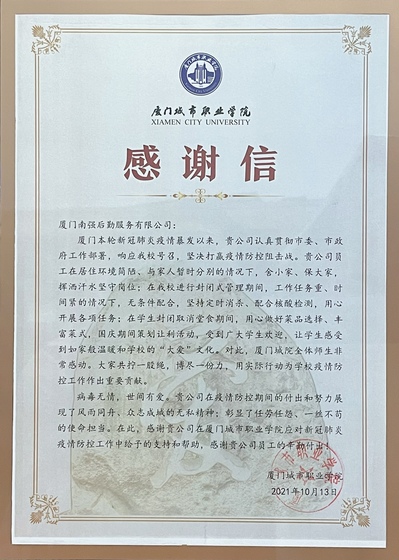 厦门城市职业学院
XIAMEN CITY UNIVERSITY
感谢信
厦门南强后勤服务有限公司：
厦门本轮新冠肺炎疫情暴发以来，贵公司认真贯彻市委、市政
府工作部署，响应我校号召，坚决打赢疫情防控阻击战。贵公司员
工在居住环境简陋、与家人暂时分别的情况下，舍小家、保大家，
挥洒汗水坚守岗位；在我校进行封闭式管理期间，工作任务重、时
间紧的情况下，无条件配合，坚持定时消杀、配合核酸检测，用心开
展各项任务；在学生封闭取消堂食期间，用心做好菜品选择、丰
富菜式，国庆期间策划让利活动，受到广大学生欢迎，让学生感受
到如家般温暖和学校的“大爱”文化。对此，厦门城院全体师生非
常感动。大家共拧一股绳，博尽一份力，用实际行动为学校疫情防
控工作作出重要贡献。
病毒无情，世间有爱。贵公司在疫情防控期间的付出和努力展
现了风雨同舟、众志成城的无私精神；彰显了任劳任怨、一丝不苟
的使命担当。在此，感谢贵公司在厦门城市职业学院应对新冠肺炎
疫情防控工作中给予的支持和帮助，感谢贵公司员工的辛勤付出！
厦门城市职业学院
2021年10月13日